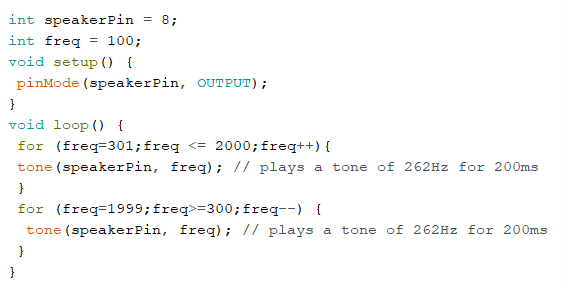 int speakerPin = 8;
int freq = 100;
void setup() {
pinMode(speakerPin, OUTPUT);
}
void loop() {
for (freq=301;freq <= 2000;freq++){
tone(speakerPin, freq); // plays a tone of 262Hz for 200ms
}
for (freq=1999;freq>=300;freq--) {
tone(speakerPin, freq); // plays a tone of 262Hz for 200ms
}
}